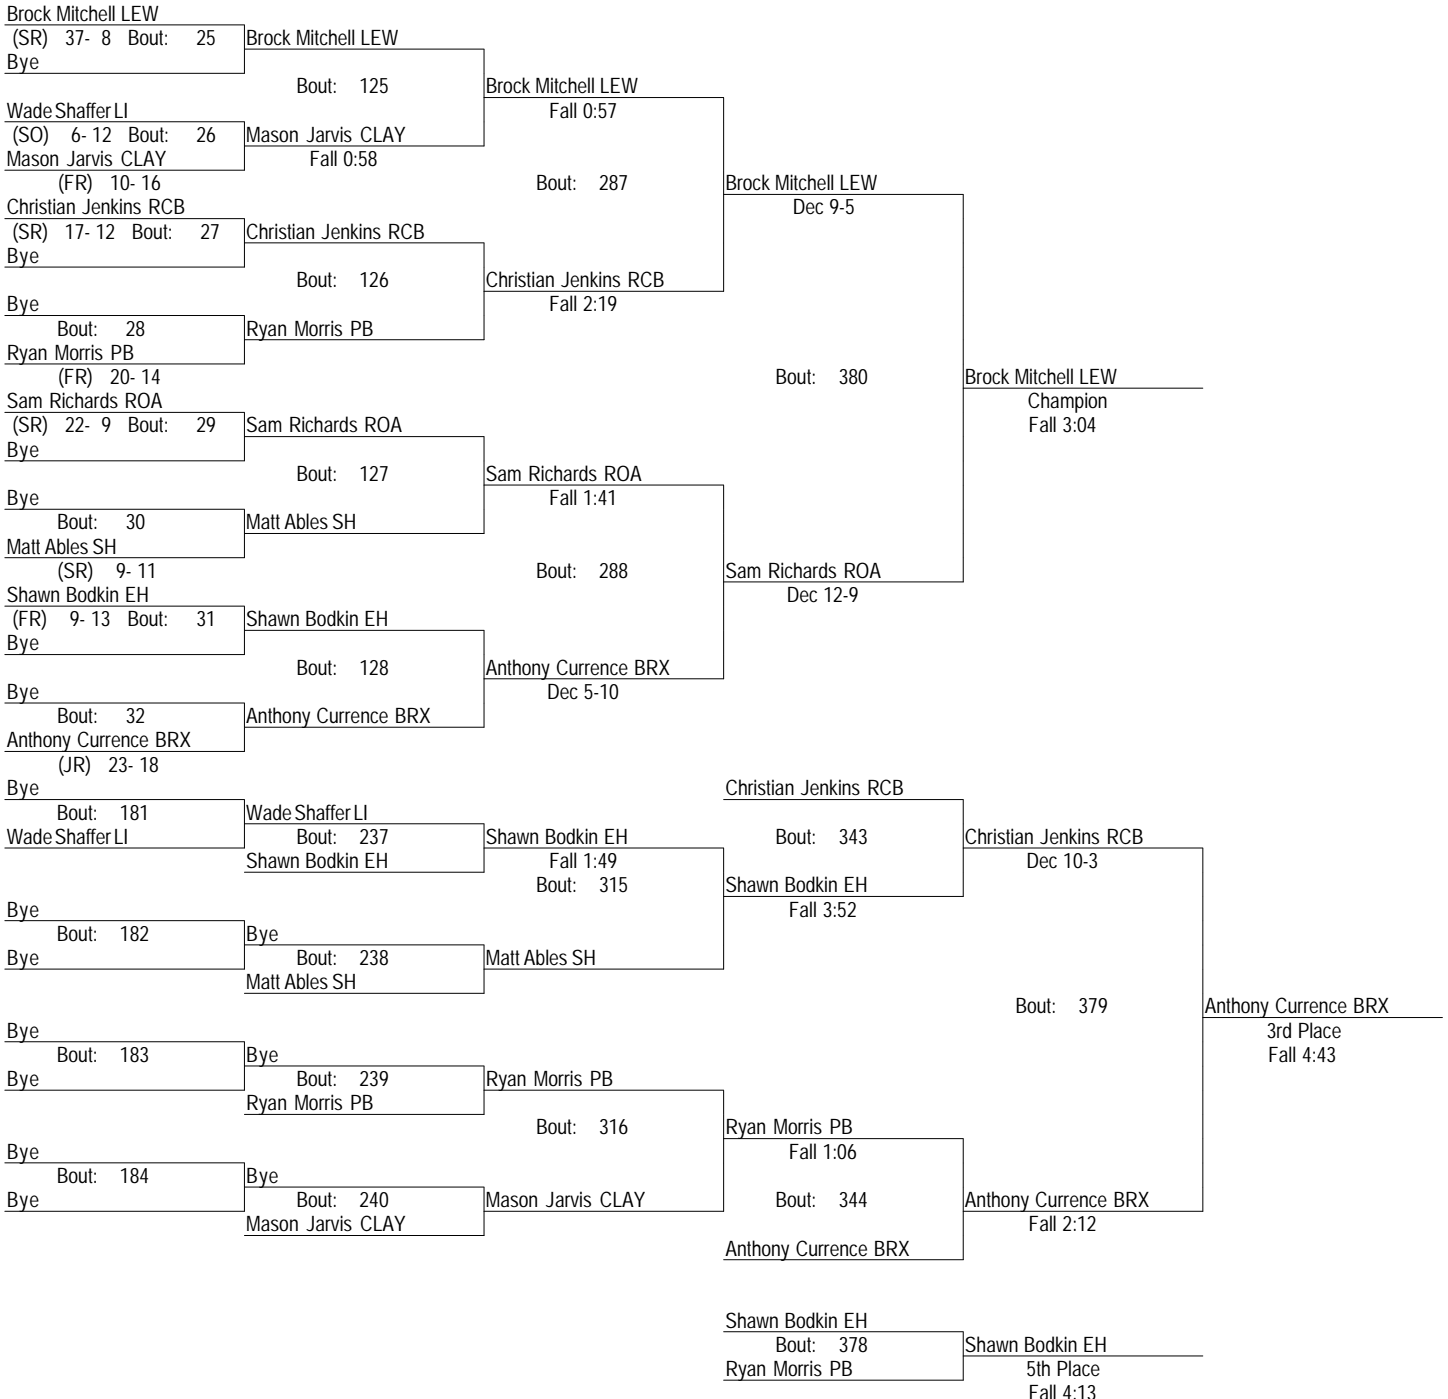 Brock Mitchell LEW
(SR) 37- 8 Bout: 25 Brock Mitchell LEW
Bye
Bout: 125 Brock Mitchell LEW
Wade Shaffer LI Fall 0:57
(SO) 6- 12 Bout: 26 Mason Jarvis CLAY
Mason Jarvis CLAY Fall 0:58
(FR) 10- 16 Bout: 287 Brock Mitchell LEW
Christian Jenkins RCB Dec 9-5
(SR) 17- 12 Bout: 27 Christian Jenkins RCB
Bye
Bout: 126 Christian Jenkins RCB
Bye Fall 2:19
Bout: 28 Ryan Morris PB
Ryan Morris PB
(FR) 20- 14 Bout: 380 Brock Mitchell LEW
Sam Richards ROA Champion
(SR) 22- 9 Bout: 29 Sam Richards ROA Fall 3:04
Bye
Bout: 127 Sam Richards ROA
Bye Fall 1:41
Bout: 30 Matt Ables SH
Matt Ables SH
(SR) 9- 11 Bout: 288 Sam Richards ROA
Shawn Bodkin EH Dec 12-9
(FR) 9- 13 Bout: 31 Shawn Bodkin EH
Bye
Bout: 128 Anthony Currence BRX
Bye Dec 5-10
Bout: 32 Anthony Currence BRX
Anthony Currence BRX
(JR) 23- 18
Bye Christian Jenkins RCB
Bout: 181 Wade Shaffer LI
Wade Shaffer LI Bout: 237 Shawn Bodkin EH Bout: 343 Christian Jenkins RCB
Shawn Bodkin EH Fall 1:49 Dec 10-3
Bout: 315 Shawn Bodkin EH
Bye Fall 3:52
Bout: 182 Bye
Bye Bout: 238 Matt Ables SH
Matt Ables SH
Bout: 379 Anthony Currence BRX
Bye 3rd Place
Bout: 183 Bye Fall 4:43
Bye Bout: 239 Ryan Morris PB
Ryan Morris PB
Bout: 316 Ryan Morris PB
Bye Fall 1:06
Bout: 184 Bye
Bye Bout: 240 Mason Jarvis CLAY Bout: 344 Anthony Currence BRX
Mason Jarvis CLAY Fall 2:12
Anthony Currence BRX
Shawn Bodkin EH
Bout: 378 Shawn Bodkin EH
Ryan Morris PB 5th Place
Fall 4:13